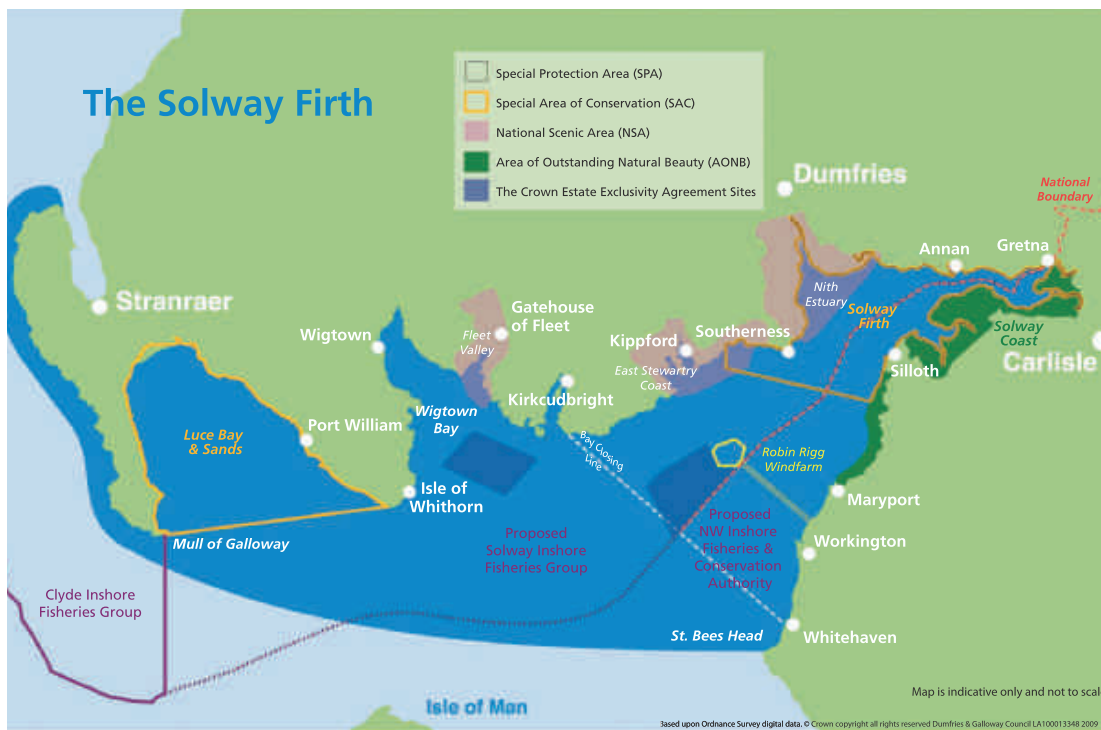 The Solway Firth
Special Protection Area (SPA)
Special Area of Conservation (SAC)
National Scenic Area (NSA)
Area of Outstanding Natural Beauty (AONB)
The Crown Estate Exclusivity Agreement Sites
Dumfries
National
Boundary
Annan
Gretna
Stranraer
Wigtown
Gatehouse
of Fleet
Fleet
Valley
Kippford
Southerness
Nith
Estuary
Solway
Firth
Solway
Coast
Carlisle
Silloth
East Stewartry
Coast
Kirkcudbright
Wigtown
Bay
Port William
Luce Bay
& Sands
Bay Closing
Line
Robin Rigg
Windfarm
Isle of
Whithorn
Maryport
Mull of Galloway
Proposed
Solway Inshore
Fisheries Group
Proposed
NW Inshore
Fisheries &
Conservation
Authority
Workington
Clyde Inshore
Fisheries Group
St. Bees Head
Whitehaven
Isle of Man
Map is indicative only and not to scal
Based upon Ordnance Survey digital data. © Crown copyright all rights reserved Dumfries & Galloway Council LA100013348 2009